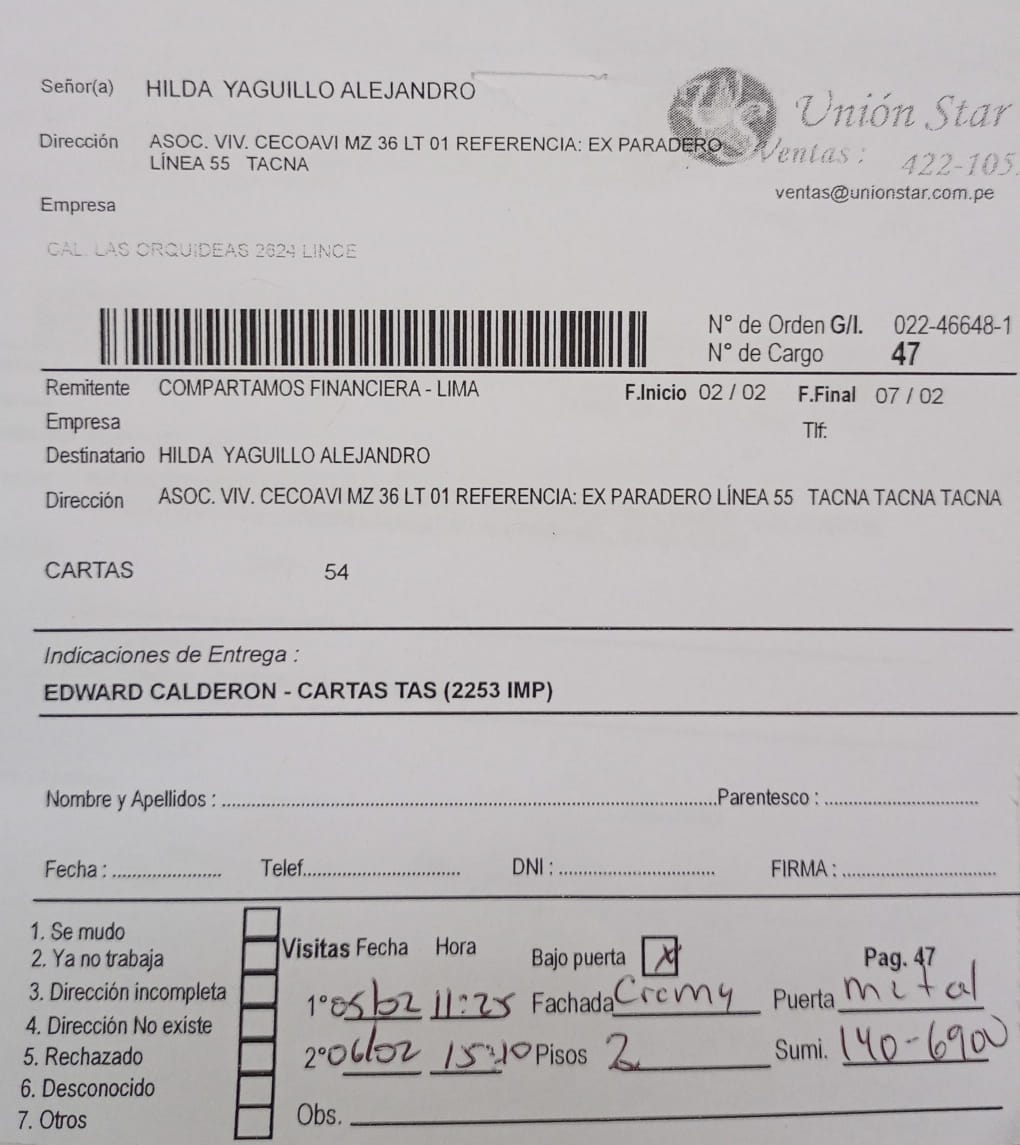 Señor(a) HILDA YAGUILLO ALEJANDRO
Unión Star
Dirección ASOC. VIV. CECOAVI MZ 36 LT 01 REFERENCIA: EX PARADERO
LÍNEA 55 TACNA
Ventas : 422-105
ventas@unionstar.com.pe
Empresa
CAL. LAS ORQUIDEAS 2624 LINCE
N° de Orden G/I. 022-46648-1
N° de Cargo 47
Remitente COMPARTAMOS FINANCIERA - LIMA F.Inicio 02 / 02 F.Final 07 / 02
Empresa Tlf:
Destinatario HILDA YAGUILLO ALEJANDRO
Dirección ASOC. VIV. CECOAVI MZ 36 LT 01 REFERENCIA: EX PARADERO LÍNEA 55 TACNA TACNA TACNA
CARTAS 54
Indicaciones de Entrega :
EDWARD CALDERON - CARTAS TAS (2253 IMP)
Nombre y Apellidos : Parentesco :
Fecha : Telef. DNI : FIRMA :
1. Se mudo
2. Ya no trabaja
3. Dirección incompleta
4. Dirección No existe
5. Rechazado
6. Desconocido
7. Otros
Visitas Fecha Hora Bajo puerta X Pag. 47
1° 05/02 11:25 Fachada Cremy Puerta Metal
2° 06/02 15:10 Pisos 2 Sumi. 140-6900
Obs.